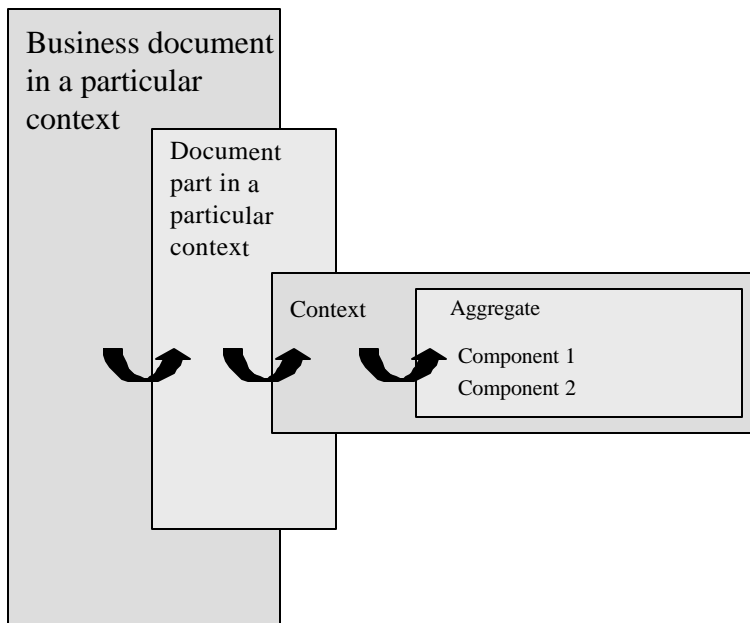 Business document
in a particular
context
Document
part in a
particular
context
Context
Aggregate
Component 1
Component 2